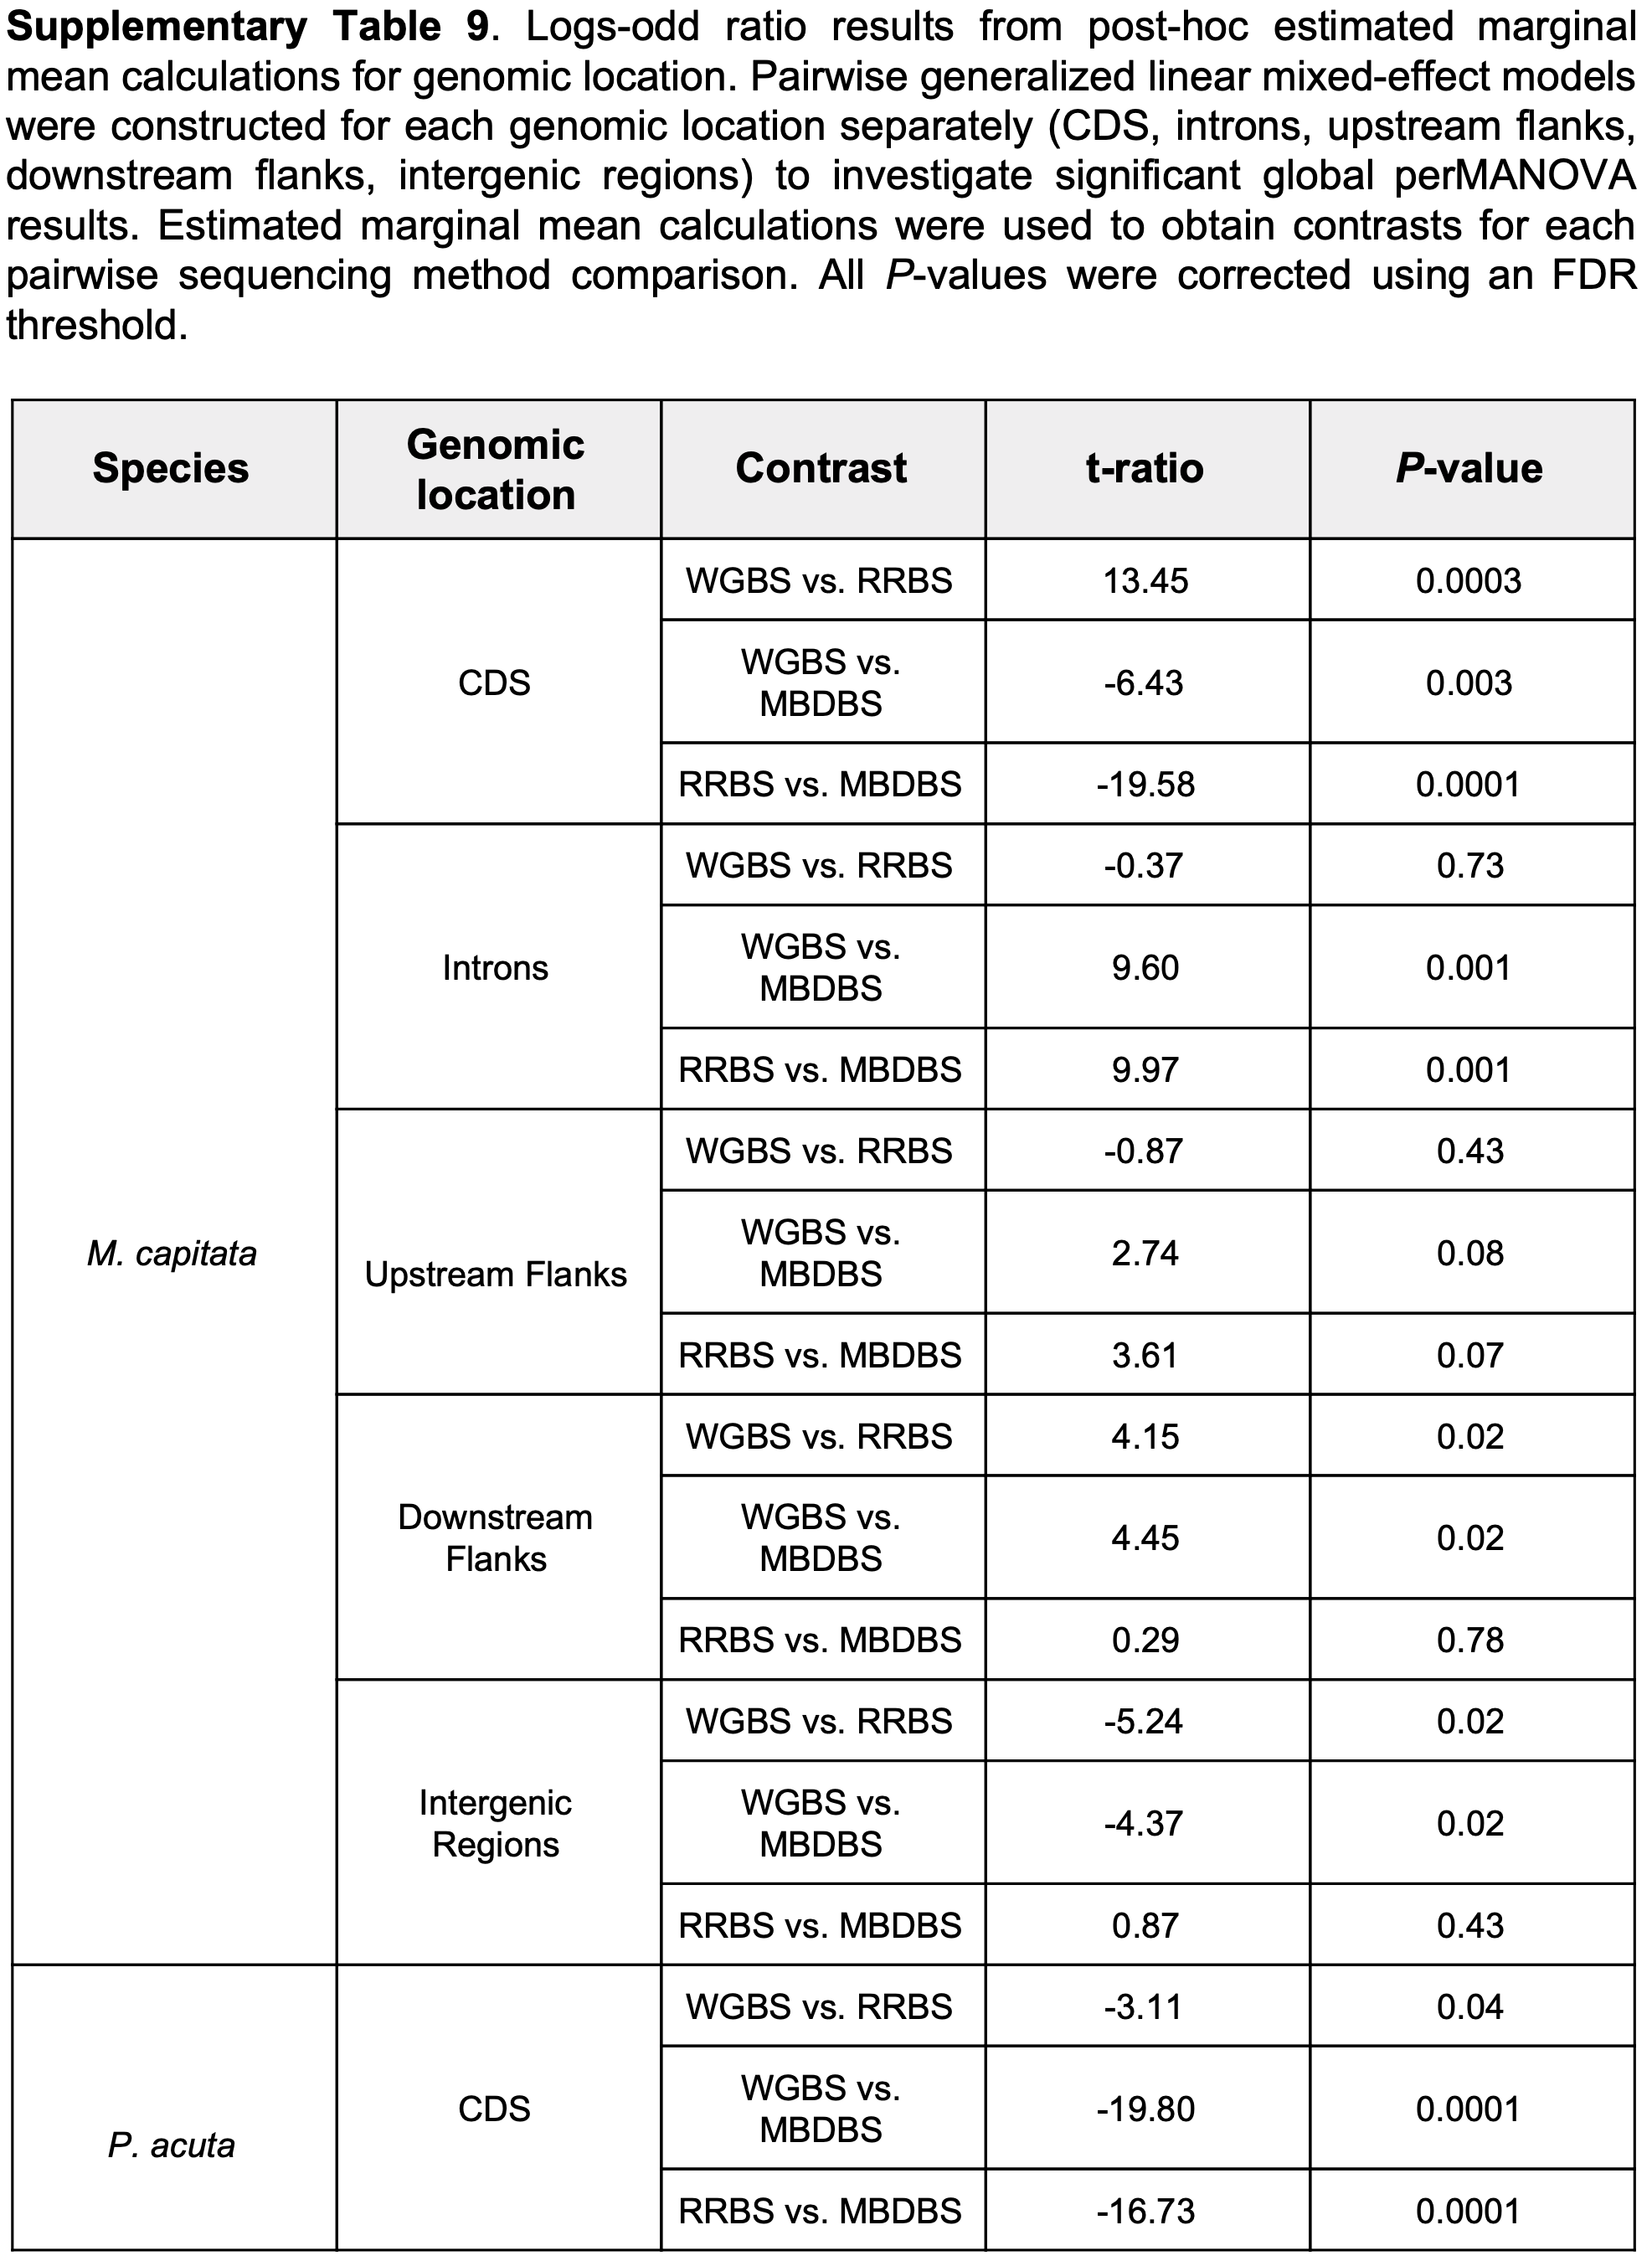 Supplementary Table 9. Logs-odd ratio results from post-hoc estimated marginal
mean calculations for genomic location. Pairwise generalized linear mixed-effect models
were constructed for each genomic location separately (CDS, introns, upstream flanks,
downstream flanks, intergenic regions) to investigate significant global perMANOVA
results. Estimated marginal mean calculations were used to obtain contrasts for each
pairwise sequencing method comparison. All P-values were corrected using an FDR
threshold.
Species
Genomic
location
Contrast
t-ratio
P-value
M. capitata
CDS
WGBS vs. RRBS
13.45
0.0003
WGBS vs.
MBDBS
-6.43
0.003
RRBS vs. MBDBS
-19.58
0.0001
Introns
WGBS vs. RRBS
-0.37
0.73
WGBS vs.
MBDBS
9.60
0.001
RRBS vs. MBDBS
9.97
0.001
Upstream Flanks
WGBS vs. RRBS
-0.87
0.43
WGBS vs.
MBDBS
2.74
0.08
RRBS vs. MBDBS
3.61
0.07
Downstream
Flanks
WGBS vs. RRBS
4.15
0.02
WGBS vs.
MBDBS
4.45
0.02
RRBS vs. MBDBS
0.29
0.78
Intergenic
Regions
WGBS vs. RRBS
-5.24
0.02
WGBS vs.
MBDBS
-4.37
0.02
RRBS vs. MBDBS
0.87
0.43
P. acuta
CDS
WGBS vs. RRBS
-3.11
0.04
WGBS vs.
MBDBS
-19.80
0.0001
RRBS vs. MBDBS
-16.73
0.0001